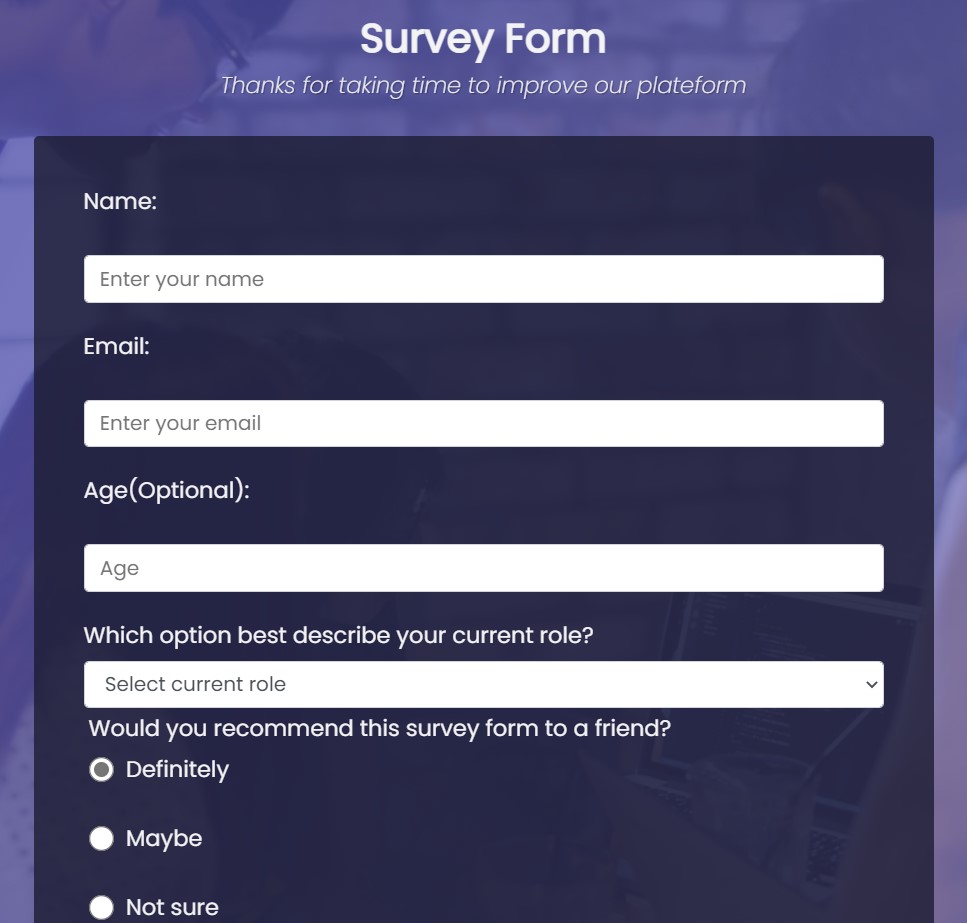 Survey Form
Thanks for taking time to improve our plateform
Name:
Enter your name
Email:
Enter your email
Age(Optional):
Age
Which option best describe your current role?
Select current role
Would you recommend this survey form to a friend?
Definitely
Maybe
Not sure